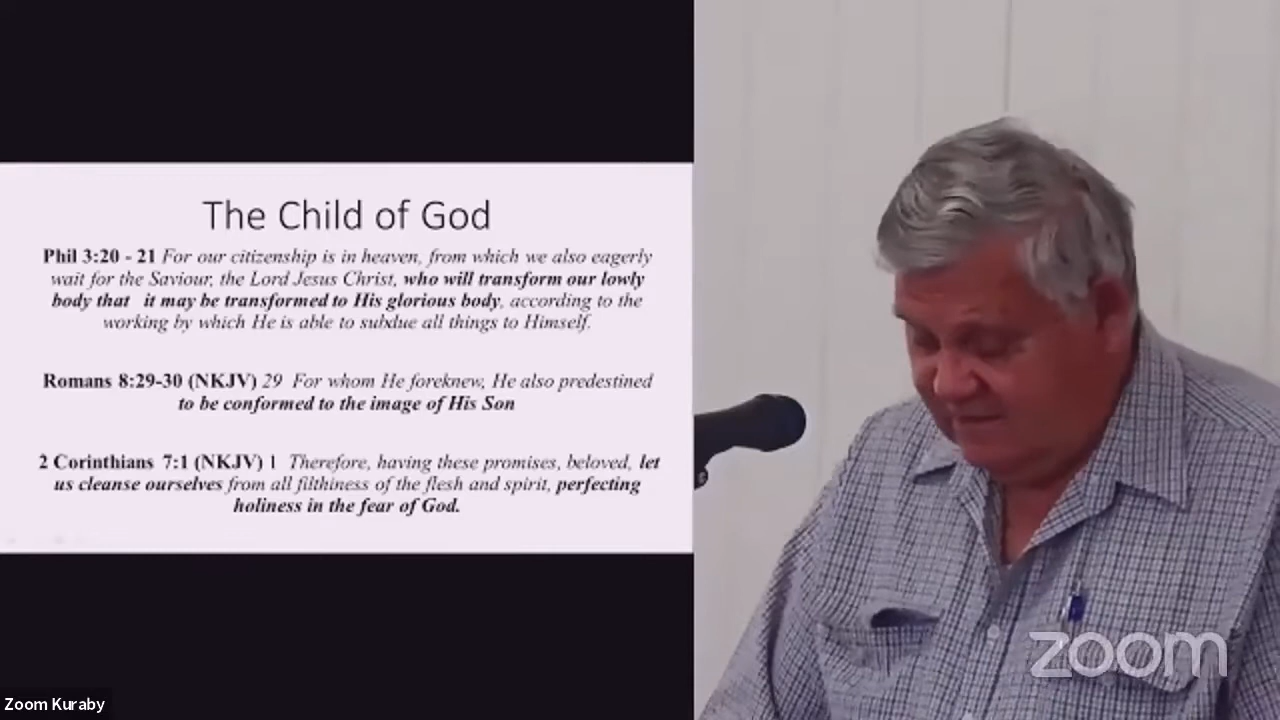 The Child of God
Phil 3:20 - 21 For our citizenship is in heaven, from which we also eagerly
wait for the Saviour, the Lord Jesus Christ, who will transform our lowly
body that it may be transformed to His glorious body, according to the
working by which He is able to subdue all things to Himself.
Romans 8:29-30 (NKJV) 29 For whom He foreknew, He also predestined
to be conformed to the image of His Son
2 Corinthians 7:1 (NKJV) 1 Therefore, having these promises, beloved, let
us cleanse ourselves from all filthiness of the flesh and spirit, perfecting
holiness in the fear of God.
zoom
Zoom Kuraby